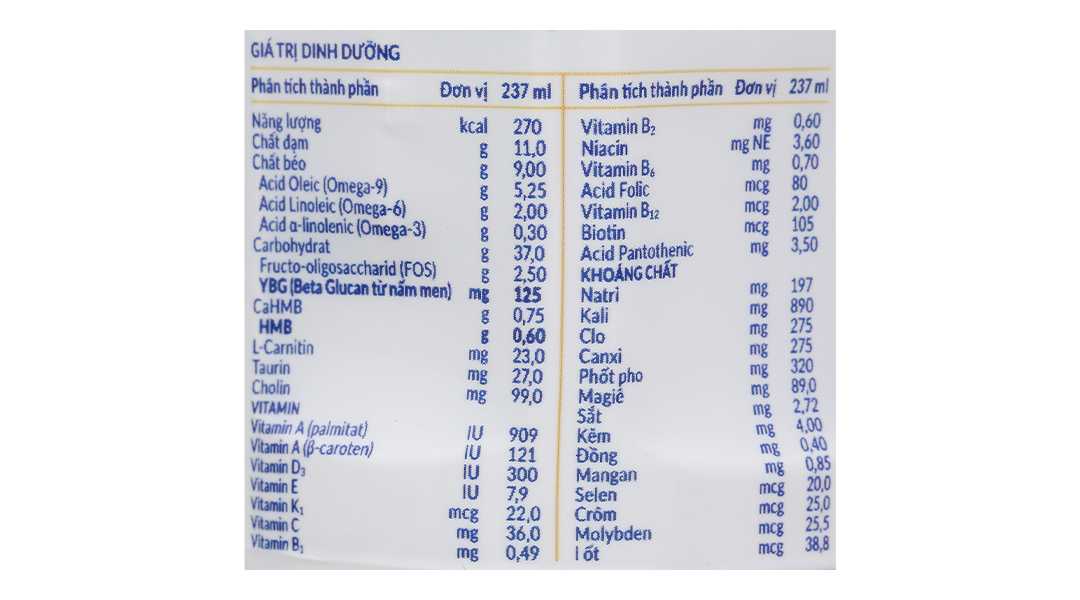 GIÁ TRỊ DINH DƯỠNG
Phân tích thành phần Đơn vị 237 ml
Năng lượng kcal 270
Chất đạm g 11,0
Chất béo g 9,00
Acid Oleic (Omega-9) g 5,25
Acid Linoleic (Omega-6) g 2,00
Acid α-linolenic (Omega-3) g 0,30
Carbohydrat g 37,0
Fructo-oligosaccharid (FOS) g 2,50
YBG (Beta Glucan từ nấm men) mg 125
CaHMB g 0,75
HMB g 0,60
L-Carnitin mg 23,0
Taurin mg 27,0
Cholin mg 99,0
VITAMIN
Vitamin A (palmitat) IU 909
Vitamin A (β-caroten) IU 121
Vitamin D₃ IU 300
Vitamin E IU 7,9
Vitamin K₁ mcg 22,0
Vitamin C mg 36,0
Vitamin B₁ mg 0,49
Phân tích thành phần Đơn vị 237 ml
Vitamin B₂ mg 0,60
Niacin mg NE 3,60
Vitamin B₆ mg 0,70
Acid Folic mcg 80
Vitamin B₁₂ mcg 2,00
Biotin mcg 105
Acid Pantothenic mg 3,50
KHOÁNG CHẤT
Natri mg 197
Kali mg 890
Clo mg 275
Canxi mg 275
Phốt pho mg 320
Magiê mg 89,0
Sắt mg 2,72
Kẽm mg 4,00
Đồng mg 0,40
Mangan mg 0,85
Selen mcg 20,0
Crôm mcg 25,0
Molybden mcg 25,5
I ốt mcg 38,8